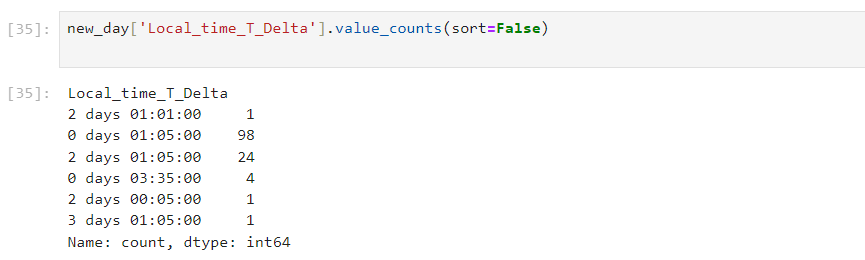 [35]: new_day['Local_time_T_Delta'].value_counts(sort=False)
[35]: Local_time_T_Delta
2 days 01:01:00     1
0 days 01:05:00    98
2 days 01:05:00    24
0 days 03:35:00     4
2 days 00:05:00     1
3 days 01:05:00     1
Name: count, dtype: int64